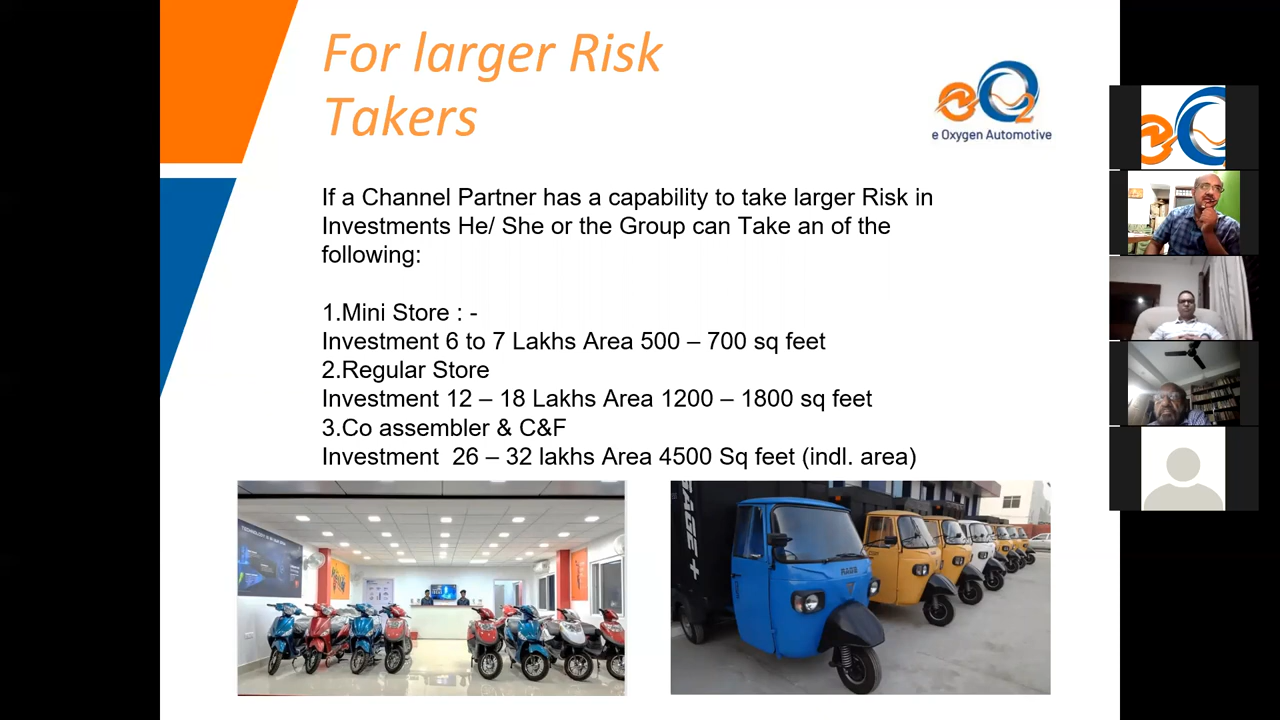 For larger Risk
Takers
eO2
e Oxygen Automotive
If a Channel Partner has a capability to take larger Risk in
Investments He/ She or the Group can Take an of the
following:
1.Mini Store : -
Investment 6 to 7 Lakhs Area 500 – 700 sq feet
2.Regular Store
Investment 12 – 18 Lakhs Area 1200 – 1800 sq feet
3.Co assembler & C&F
Investment  26 – 32 lakhs Area 4500 Sq feet (indl. area)
RAGE+